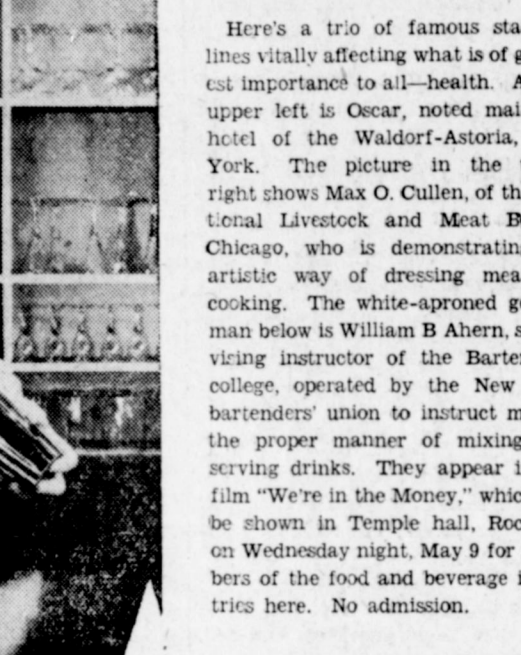 Here's a trio of famous sta
lines vitally affecting what is of g
est importance to all—health. A
upper left is Oscar, noted mai
hotel of the Waldorf-Astoria,
York. The picture in the
right shows Max O. Cullen, of th
tional Livestock and Meat B
Chicago, who is demonstratin
artistic way of dressing mea
cooking. The white-aproned g
man below is William B Ahern, s
vising instructor of the Barte
college, operated by the New
bartenders' union to instruct m
the proper manner of mixing
serving drinks. They appear i
film "We're in the Money," whic
be shown in Temple hall, Roc
on Wednesday night, May 9 for
bers of the food and beverage i
tries here. No admission.